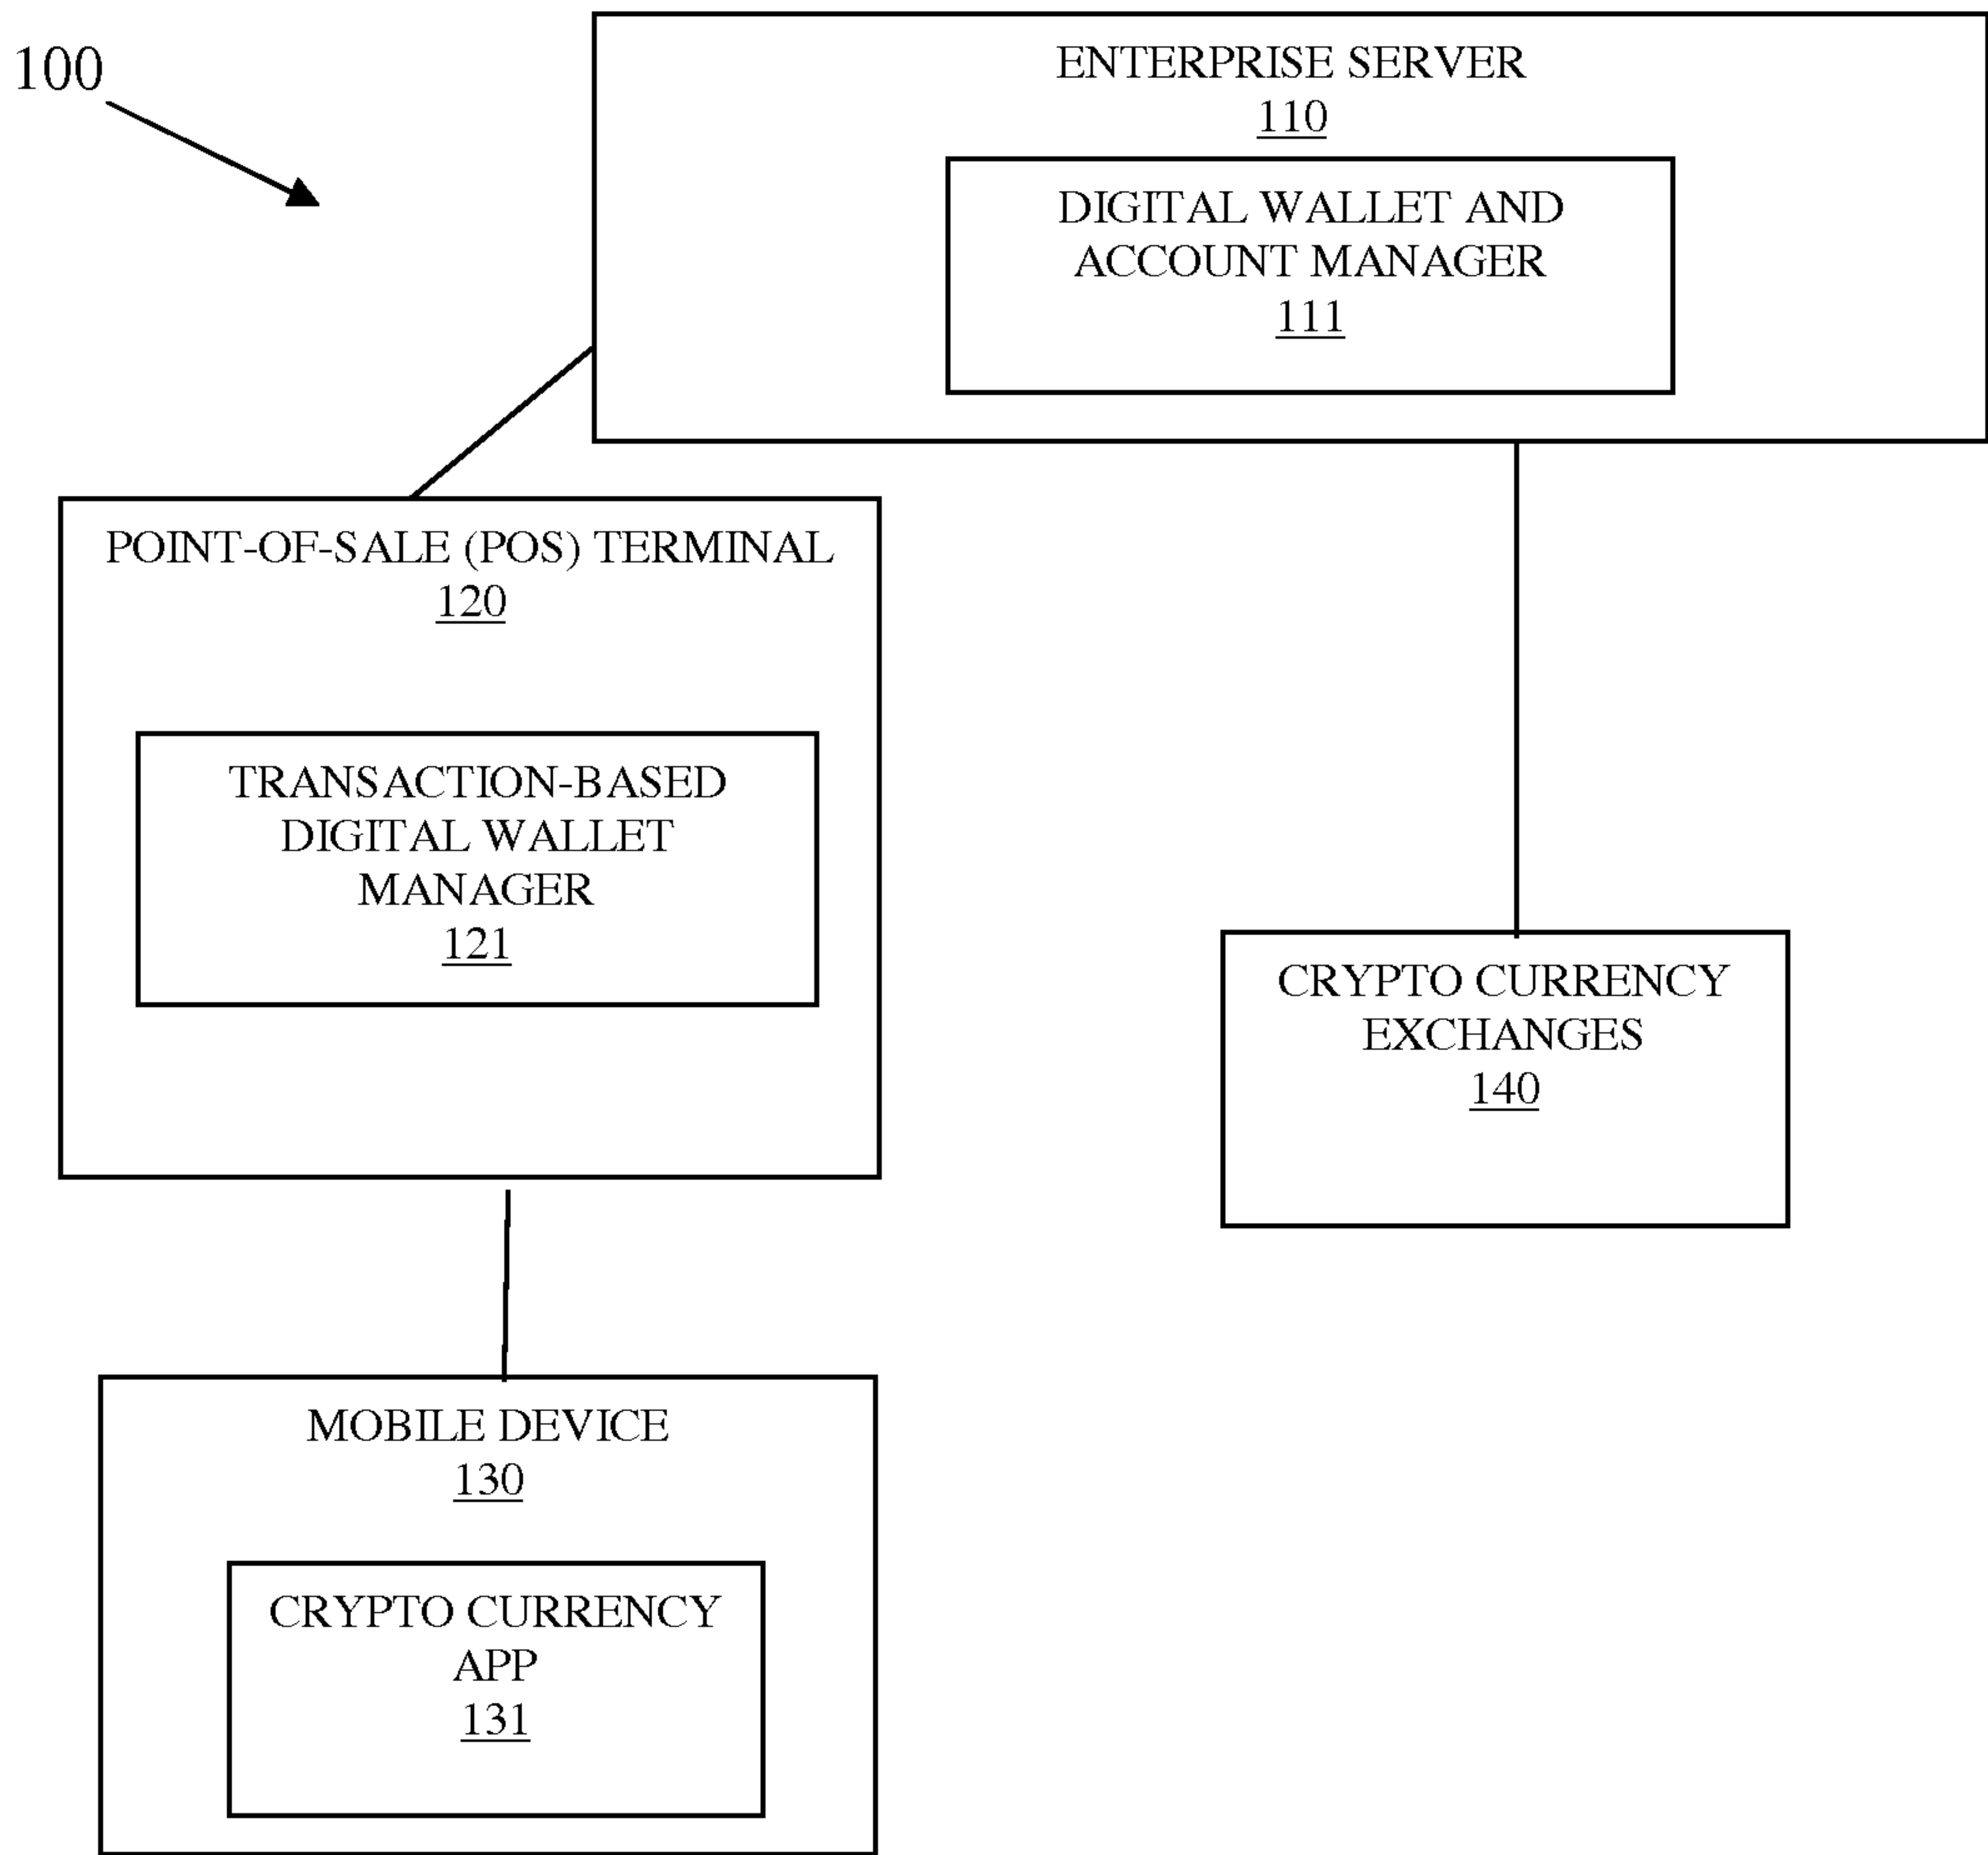 100
ENTERPRISE SERVER
110
DIGITAL WALLET AND
ACCOUNT MANAGER
111
POINT-OF-SALE (POS) TERMINAL
120
TRANSACTION-BASED
DIGITAL WALLET
MANAGER
121
CRYPTO CURRENCY
EXCHANGES
140
MOBILE DEVICE
130
CRYPTO CURRENCY
APP
131